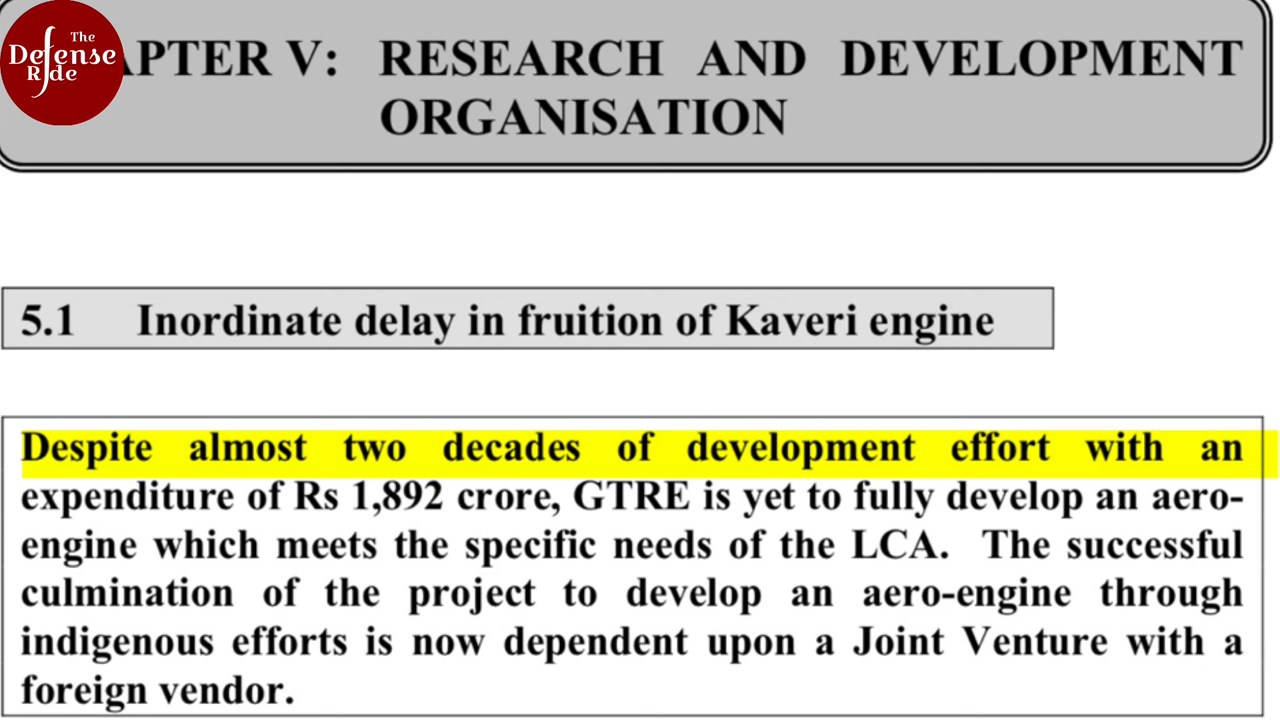 The
Defense
Ride
APTER V: RESEARCH AND DEVELOPMENT
ORGANISATION
5.1 Inordinate delay in fruition of Kaveri engine
Despite almost two decades of development effort with an
expenditure of Rs 1,892 crore, GTRE is yet to fully develop an aero-
engine which meets the specific needs of the LCA. The successful
culmination of the project to develop an aero-engine through
indigenous efforts is now dependent upon a Joint Venture with a
foreign vendor.